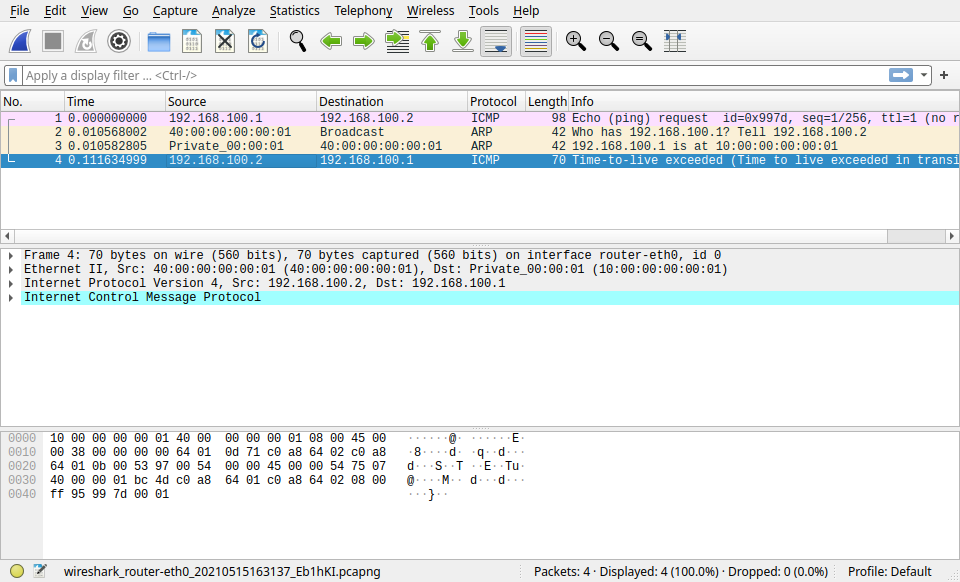 File Edit View Go Capture Analyze Statistics Telephony Wireless Tools Help
Apply a display filter ... <Ctrl-/>
No. Time Source Destination Protocol Length Info
1 0.000000000 192.168.100.1 192.168.100.2 ICMP 98 Echo (ping) request id=0x997d, seq=1/256, ttl=1 (no r
2 0.010568002 40:00:00:00:00:01 Broadcast ARP 42 Who has 192.168.100.1? Tell 192.168.100.2
3 0.010582805 Private_00:00:01 40:00:00:00:00:01 ARP 42 192.168.100.1 is at 10:00:00:00:00:01
4 0.111634999 192.168.100.2 192.168.100.1 ICMP 70 Time-to-live exceeded (Time to live exceeded in transi
Frame 4: 70 bytes on wire (560 bits), 70 bytes captured (560 bits) on interface router-eth0, id 0
Ethernet II, Src: 40:00:00:00:00:01 (40:00:00:00:00:01), Dst: Private_00:00:01 (10:00:00:00:00:01)
Internet Protocol Version 4, Src: 192.168.100.2, Dst: 192.168.100.1
Internet Control Message Protocol
0000 10 00 00 00 00 01 40 00 00 00 00 01 08 00 45 00 ······@· ······E·
0010 00 38 00 00 00 00 64 01 0d 71 c0 a8 64 02 c0 a8 ·8····d· ·q··d···
0020 64 01 0b 00 53 97 00 54 00 00 45 00 00 54 75 07 d···S··T ··E··Tu·
0030 40 00 00 01 bc 4d c0 a8 64 01 c0 a8 64 02 08 00 @····M·· d···d···
0040 ff 95 99 7d 00 01 ···}··
wireshark_router-eth0_20210515163137_Eb1hKI.pcapng Packets: 4 · Displayed: 4 (100.0%) · Dropped: 0 (0.0%) Profile: Default